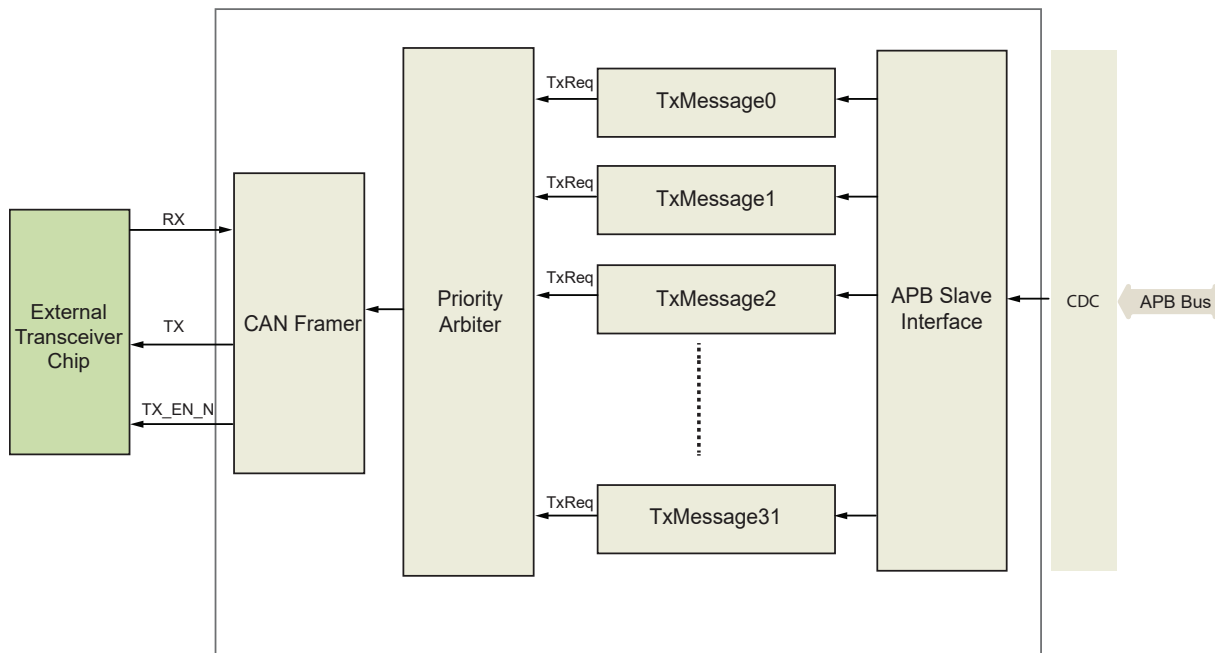 TxReq
TxMessage0
TxReq
TxMessage1
RX
TxReq
TxMessage2
External
Transceiver
Chip
TX
CAN Framer
Priority
Arbiter
APB Slave
Interface
CDC
APB Bus
TX_EN_N
TxReq
TxMessage31